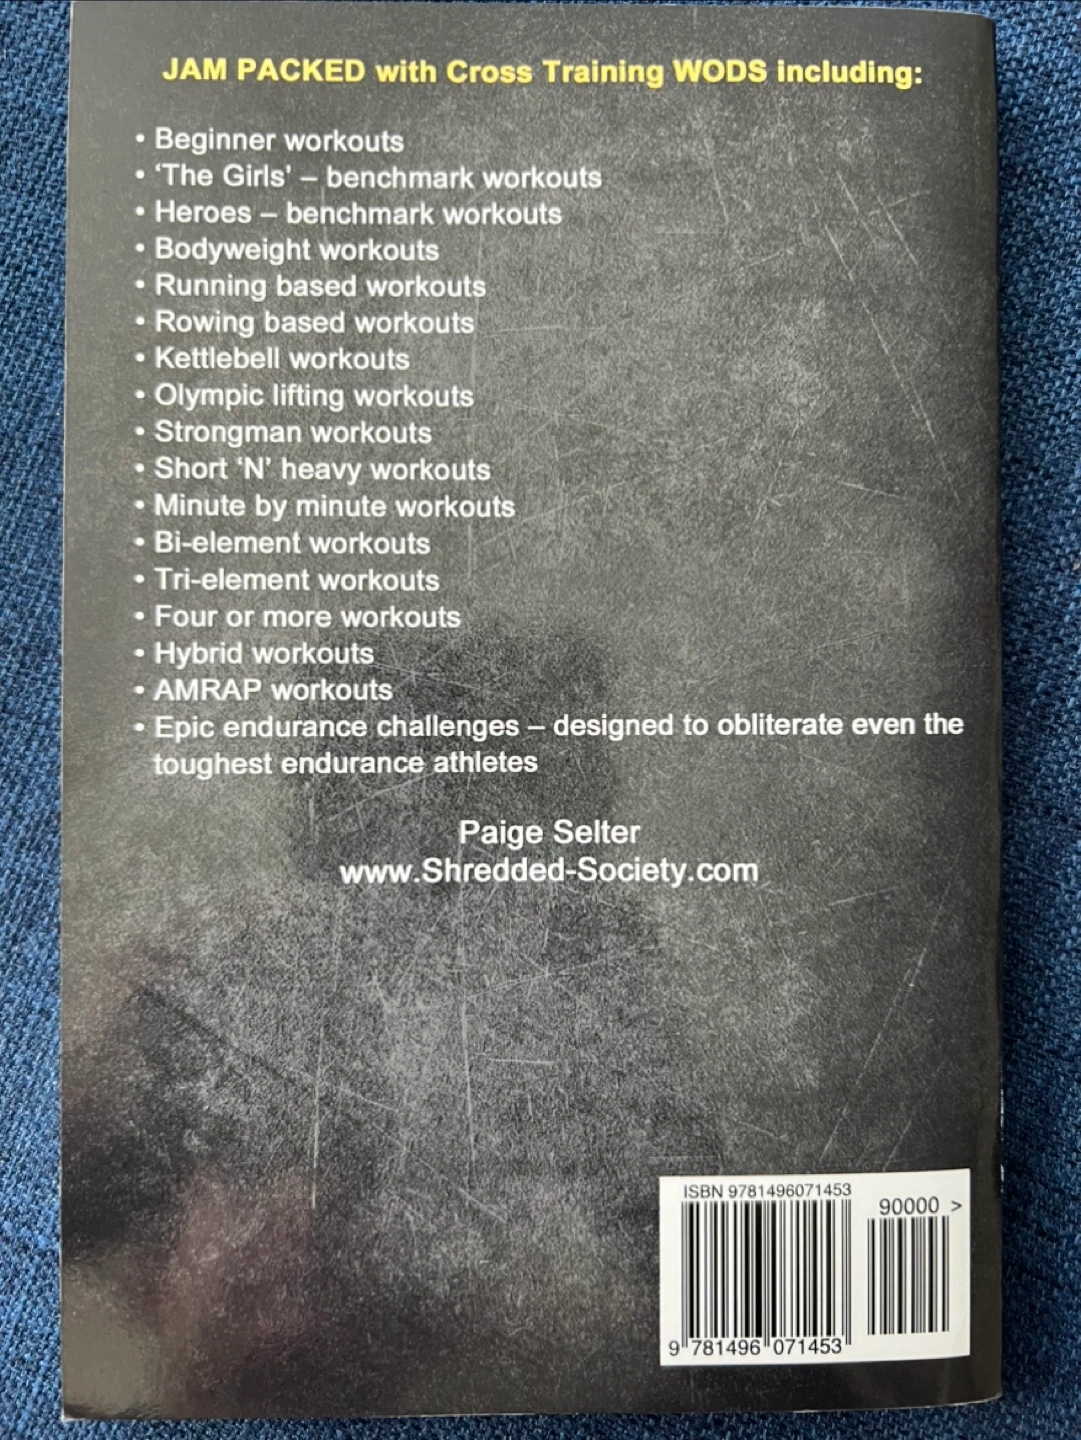 JAM PACKED with Cross Training WODS including:
• Beginner workouts
• ‘The Girls’ – benchmark workouts
• Heroes – benchmark workouts
• Bodyweight workouts
• Running based workouts
• Rowing based workouts
• Kettlebell workouts
• Olympic lifting workouts
• Strongman workouts
• Short ‘N’ heavy workouts
• Minute by minute workouts
• Bi-element workouts
• Tri-element workouts
• Four or more workouts
• Hybrid workouts
• AMRAP workouts
• Epic endurance challenges – designed to obliterate even the
toughest endurance athletes
Paige Selter
www.Shredded-Society.com
ISBN 9781496071453
90000 >
9 781496 071453